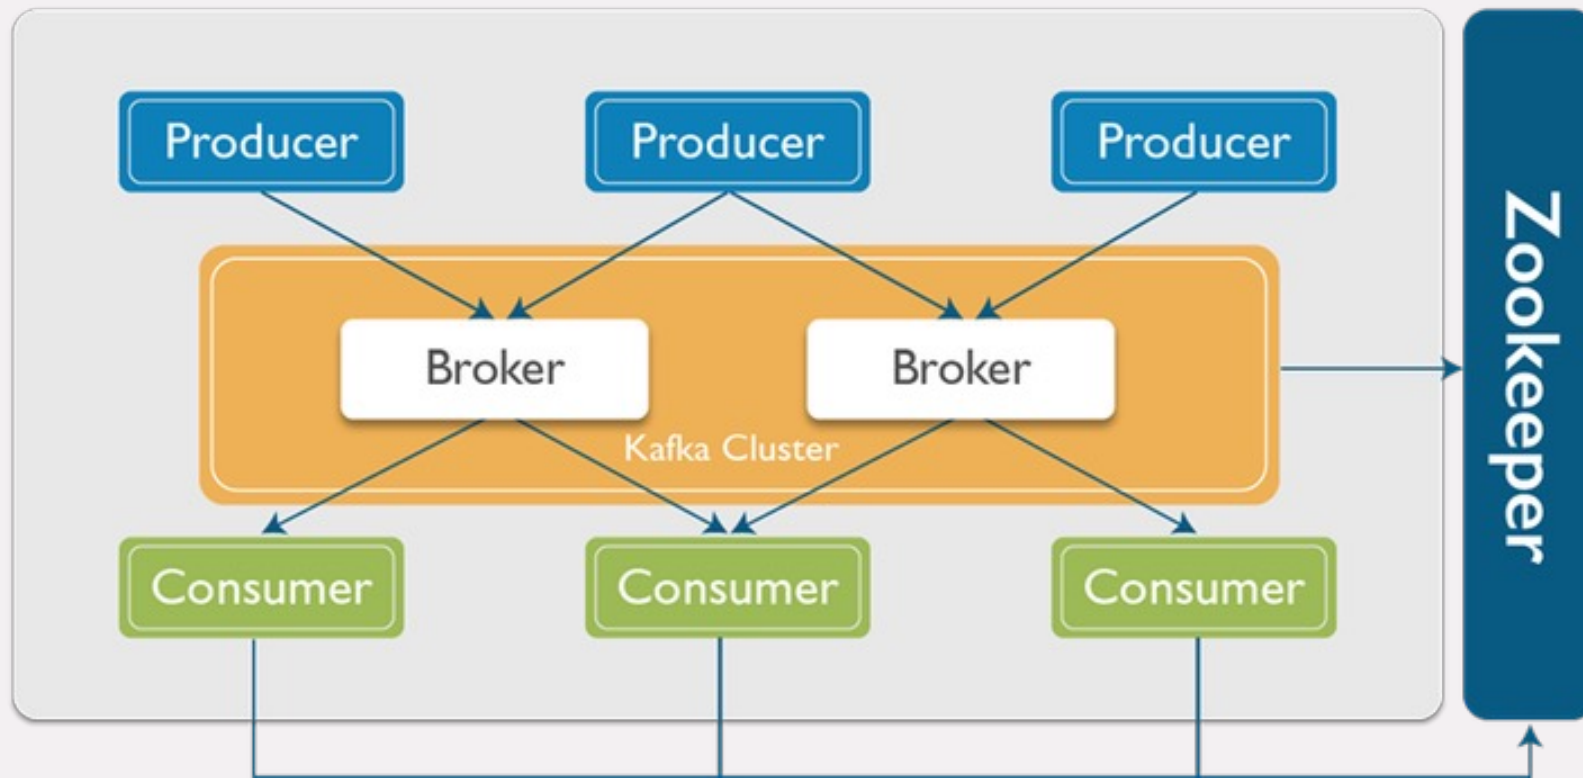 Producer
Producer
Producer
Broker
Broker
Kafka Cluster
Consumer
Consumer
Consumer
Zookeeper